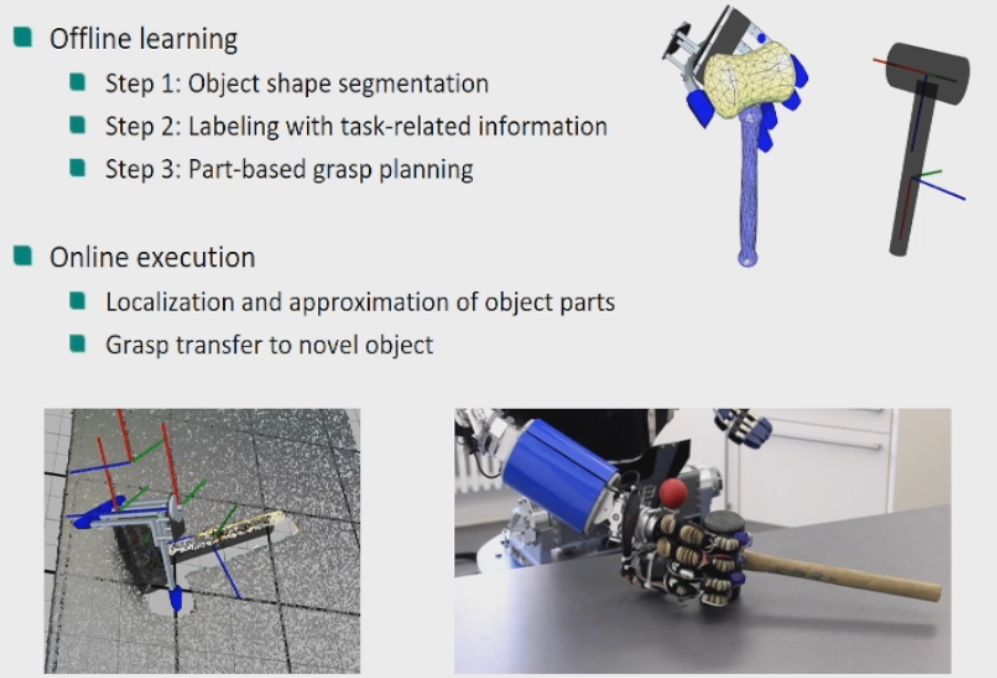 Offline learning
Step 1: Object shape segmentation
Step 2: Labeling with task-related information
Step 3: Part-based grasp planning
Online execution
Localization and approximation of object parts
Grasp transfer to novel object